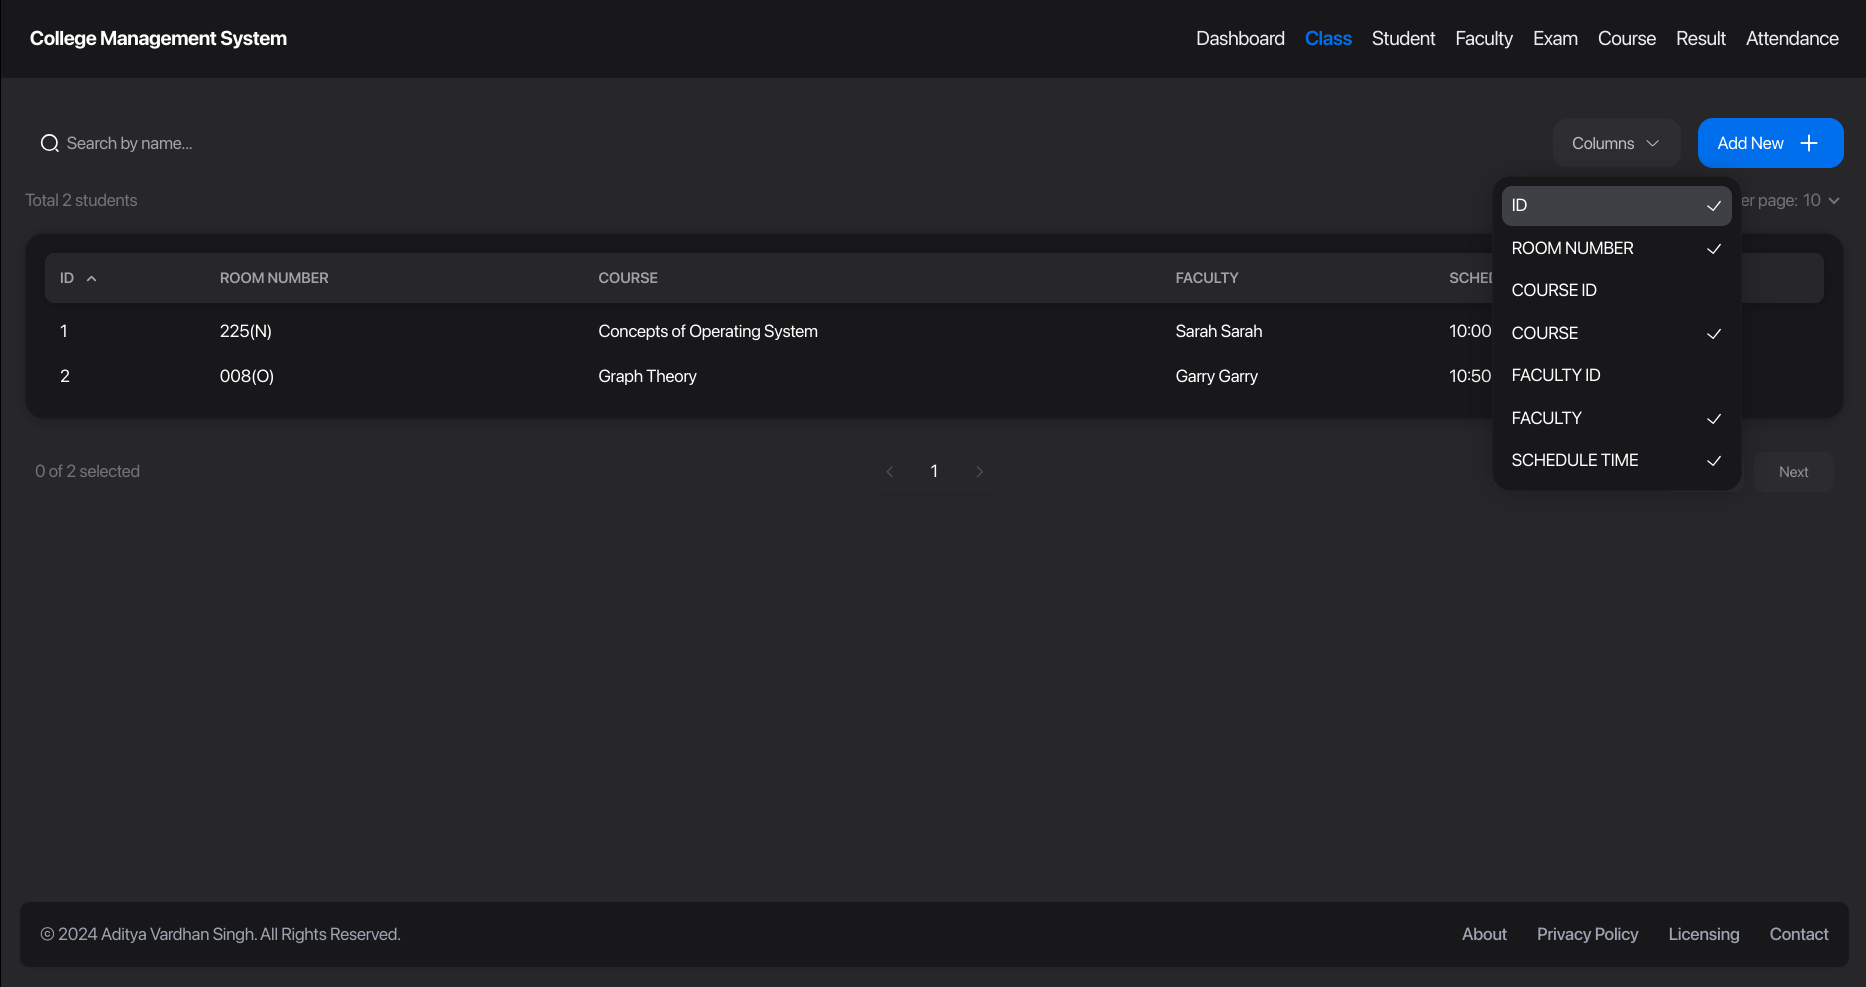 College Management System
Dashboard Class Student Faculty Exam Course Result Attendance
Search by name...
Columns
Add New
Total 2 students
er page: 10
ID
ROOM NUMBER
COURSE ID
COURSE
FACULTY ID
FACULTY
SCHEDULE TIME
ID ROOM NUMBER COURSE FACULTY SCHED
1 225(N) Concepts of Operating System Sarah Sarah 10:00
2 008(O) Graph Theory Garry Garry 10:50
0 of 2 selected
1
Next
© 2024 Aditya Vardhan Singh. All Rights Reserved.
About Privacy Policy Licensing Contact